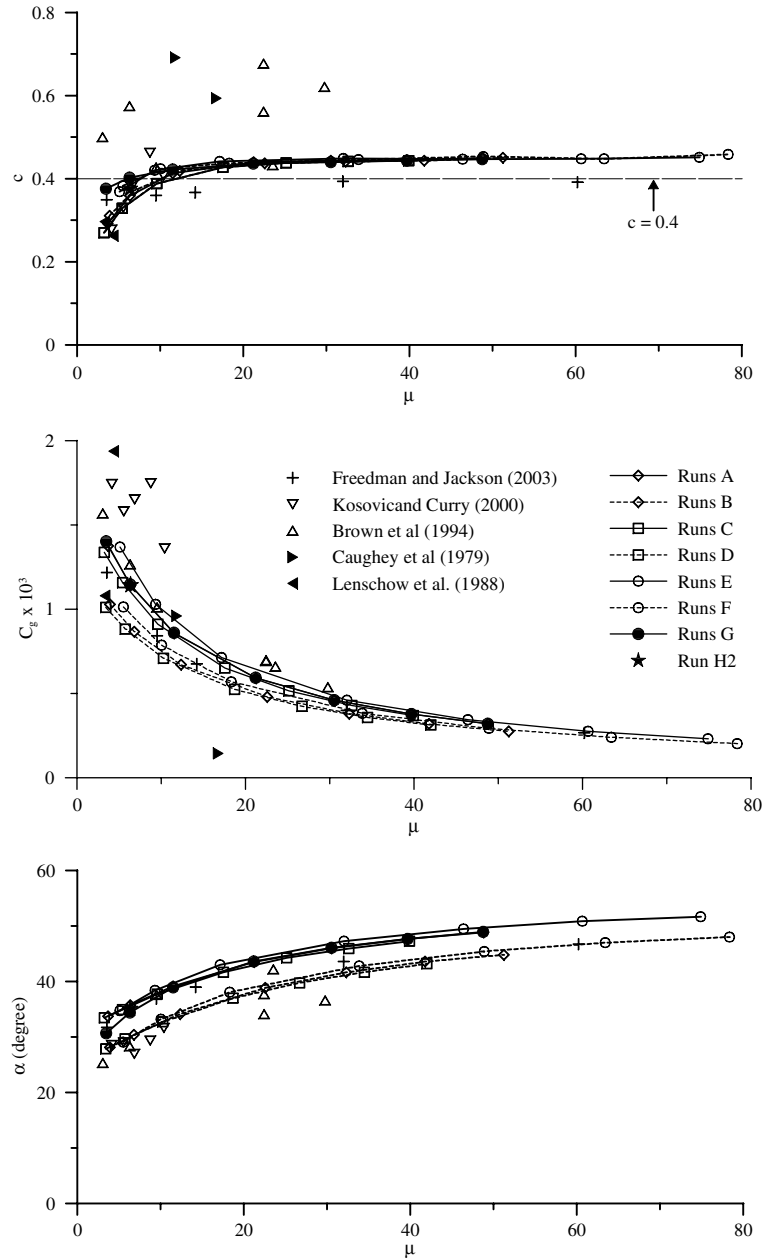 0.8
0.6
0.4
0.2
0
c
c = 0.4
0 20 40 60 80
μ
2
1
0
C_g x 10³
Freedman and Jackson (2003)
Kosovicand Curry (2000)
Brown et al (1994)
Caughey et al (1979)
Lenschow et al. (1988)
Runs A
Runs B
Runs C
Runs D
Runs E
Runs F
Runs G
Run H2
0 20 40 60 80
μ
60
40
20
0
α (degree)
0 20 40 60 80
μ